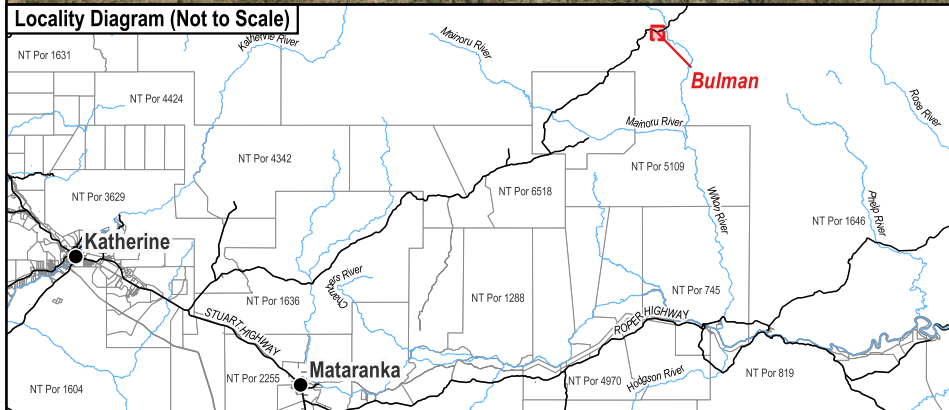 Locality Diagram (Not to Scale)
Katherine River
Mainoru River
NT Por 1631
Bulman
NT Por 4424
Rose River
Mainoru River
NT Por 4342
NT Por 5109
NT Por 6518
NT Por 3629
Wilton River
Phelp River
NT Por 1646
Katherine
Chambers River
NT Por 1636
NT Por 1288
NT Por 745
STUART HIGHWAY
ROPER HIGHWAY
Mataranka
NT Por 2255
NT Por 4970
Hodgson River
NT Por 819
NT Por 1604